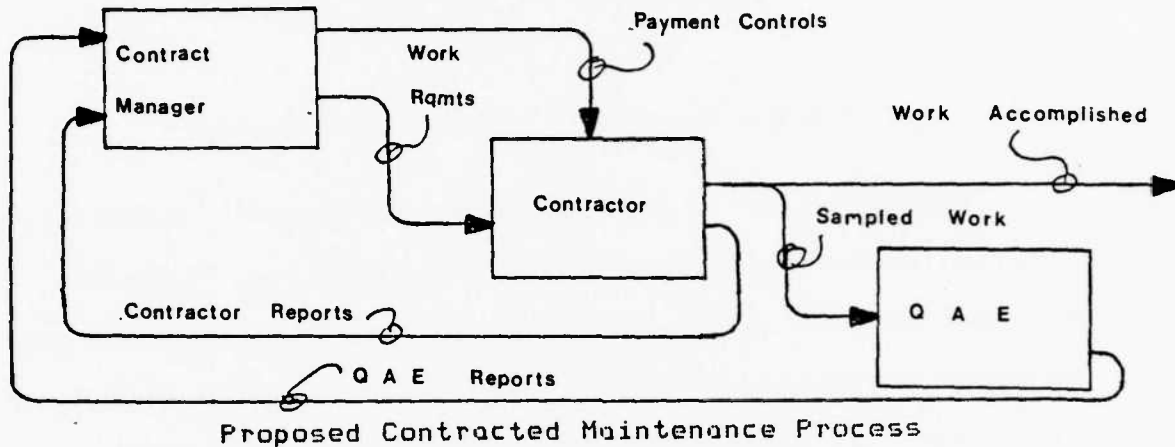 Payment Controls
Contract
Manager
Work
Rqmts
Work Accomplished
Contractor
Sampled Work
Q A E
Contractor Reports
Q A E Reports
Proposed Contracted Maintenance Process